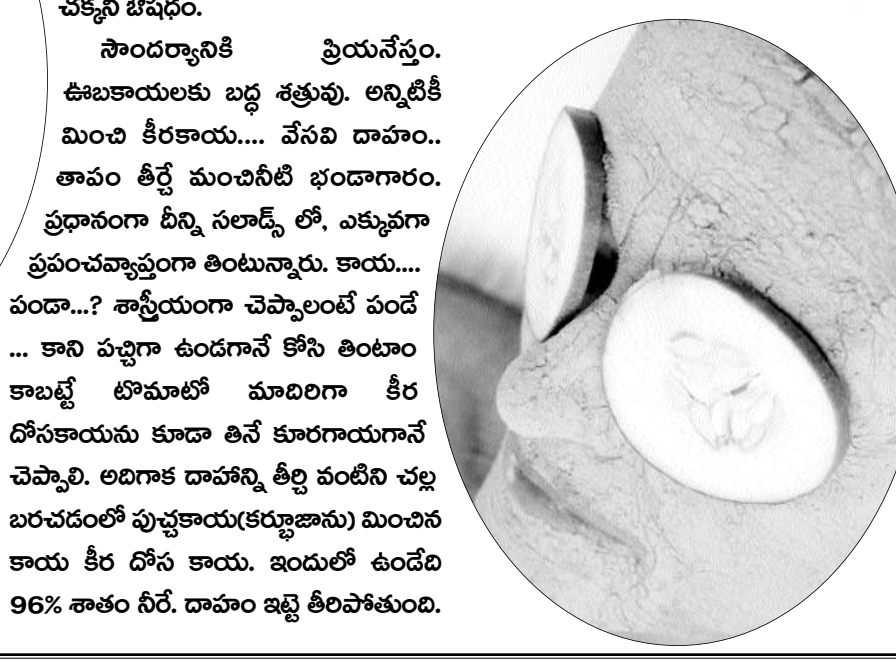 చక్కని ఔషధం.
సౌందర్యానికి ప్రియనేస్తం.
ఊబకాయలకు బద్ధ శత్రువు. అన్నిటికీ
మించి కీరకాయ.... వేసవి దాహం..
తాపం తీర్చే మంచినీటి భండాగారం.
ప్రధానంగా దీన్ని సలాడ్స్ లో, ఎక్కువగా
ప్రపంచవ్యాప్తంగా తింటున్నారు. కాయ....
పండా...? శాస్త్రీయంగా చెప్పాలంటే పండే
... కాని పచ్చిగా ఉండగానే కోసి తింటాం
కాబట్టే టొమాటో మాదిరిగా కీర
దోసకాయను కూడా తినే కూరగాయగానే
చెప్పాలి. అదిగాక దాహాన్ని తీర్చి వంటిని చల్ల
బరచడంలో పుచ్చకాయ(కర్భూజాను) మించిన
కాయ కీర దోస కాయ. ఇందులో ఉండేది
96% శాతం నీరే. దాహం ఇట్టె తీరిపోతుంది.